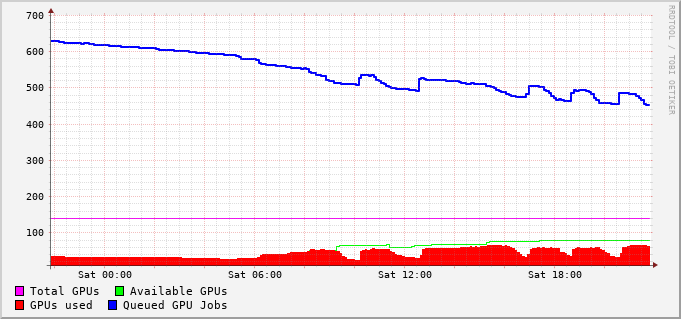 700
600
500
400
300
200
100
Sat 00:00 Sat 06:00 Sat 12:00 Sat 18:00
Total GPUs Available GPUs
GPUs used Queued GPU Jobs
RRDTOOL / TOBI OETIKER